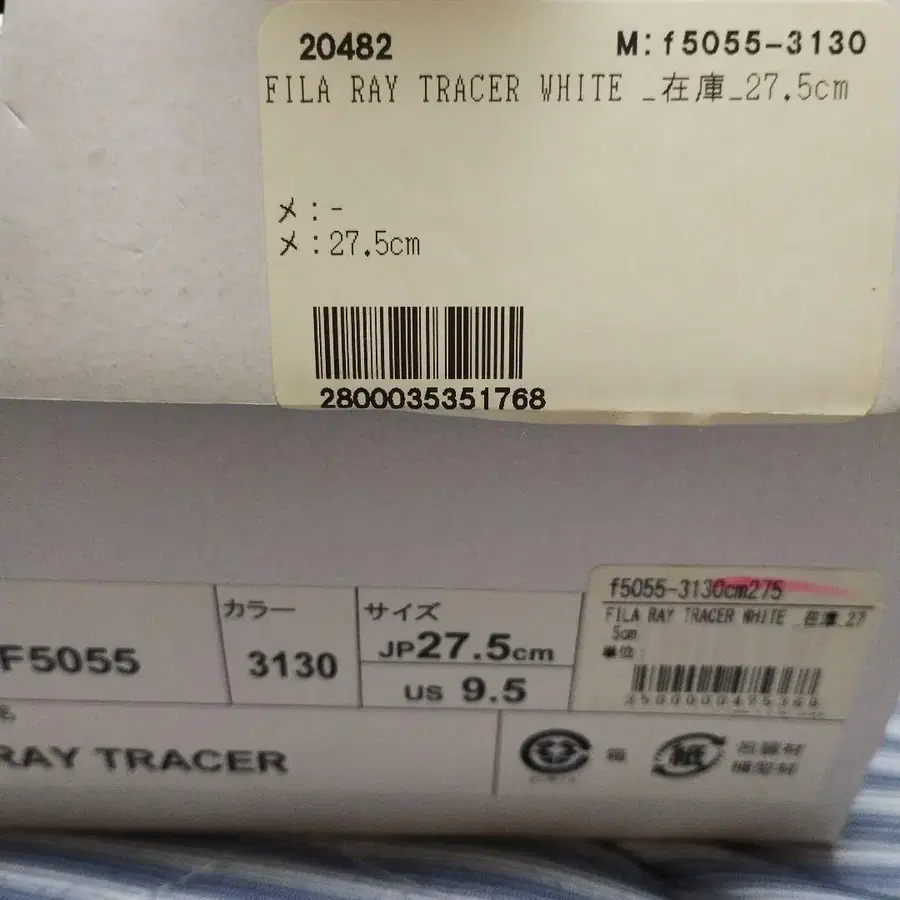 20482
M:f5055-3130
FILA RAY TRACER WHITE _在庫_27.5cm
メ:-
メ:27.5cm
2800035351768
F5055
カラー
3130
サイズ
JP27.5cm
US 9.5
RAY TRACER
f5055-3130cm275
FILA RAY TRACER WHITE _在庫_27
.5cm
単位:
紙